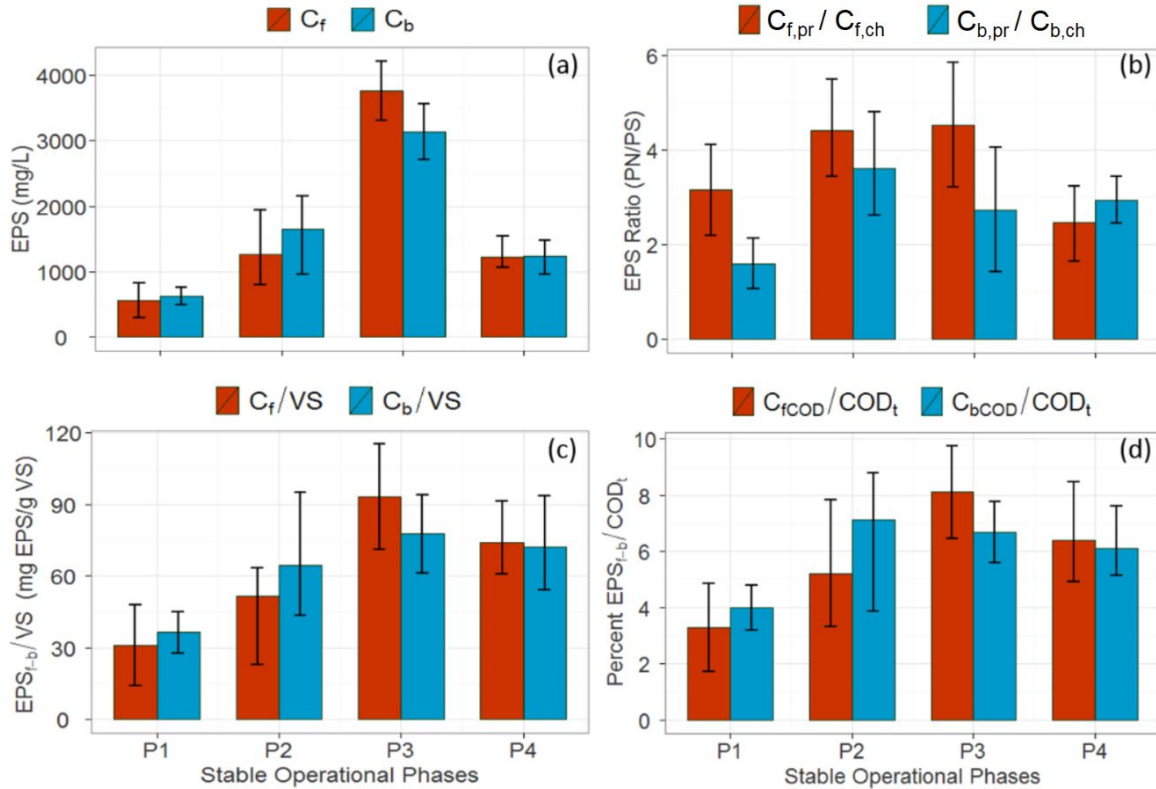 C_f C_b
(a)
EPS (mg/L)
4000
3000
2000
1000
0
C_f,pr / C_f,ch C_b,pr / C_b,ch
(b)
EPS Ratio (PN/PS)
6
4
2
0
C_f/VS C_b/VS
(c)
EPS_f-b/VS (mg EPS/g VS)
120
90
60
30
0
P1 P2 P3 P4
Stable Operational Phases
C_fCOD/COD_t C_bCOD/COD_t
(d)
Percent EPS_f-b/COD_t
10
8
6
4
2
0
P1 P2 P3 P4
Stable Operational Phases